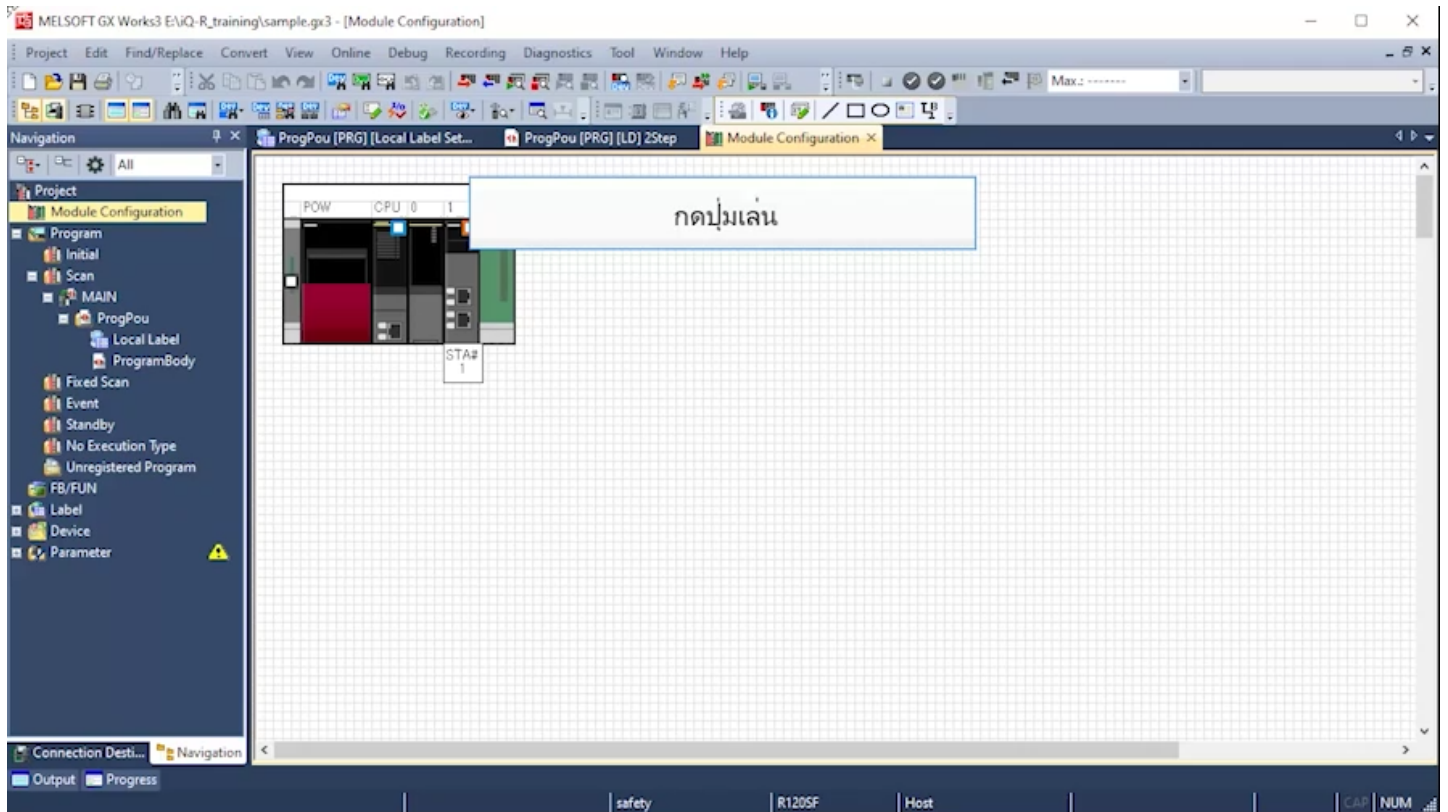 MELSOFT GX Works3 E:\iQ-R_training\sample.gx3 - [Module Configuration]
Project Edit Find/Replace Convert View Online Debug Recording Diagnostics Tool Window Help
Max.: -------
Navigation
ProgPou [PRG] [Local Label Set...
ProgPou [PRG] [LD] 2Step
Module Configuration
All
Project
Module Configuration
Program
Initial
Scan
MAIN
ProgPou
Local Label
ProgramBody
Fixed Scan
Event
Standby
No Execution Type
Unregistered Program
FB/FUN
Label
Device
Parameter
POW CPU 0 1
กดปุ่มเล่น
STA#
1
Connection Desti... Navigation
Output Progress
safety R120SF Host CAP NUM